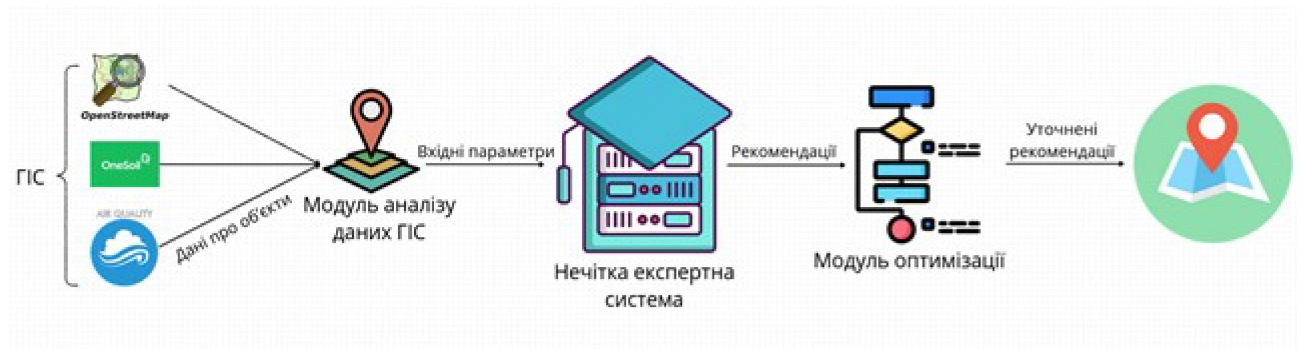 ГІС
OpenStreetMap
OneSoil
AIR QUALITY
Дані про об'єкти
Модуль аналізу
даних ГІС
Вхідні параметри
Нечітка експертна
система
Рекомендації
Модуль оптимізації
Уточнені
рекомендації